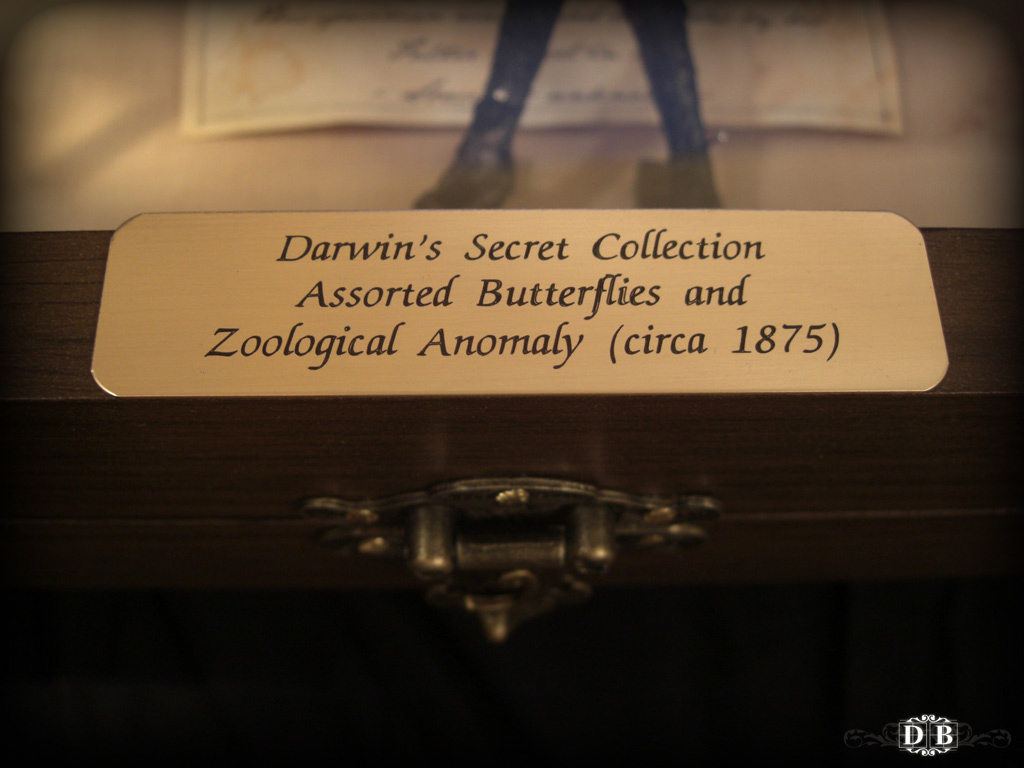 Darwin's Secret Collection
Assorted Butterflies and
Zoological Anomaly (circa 1875)
DB